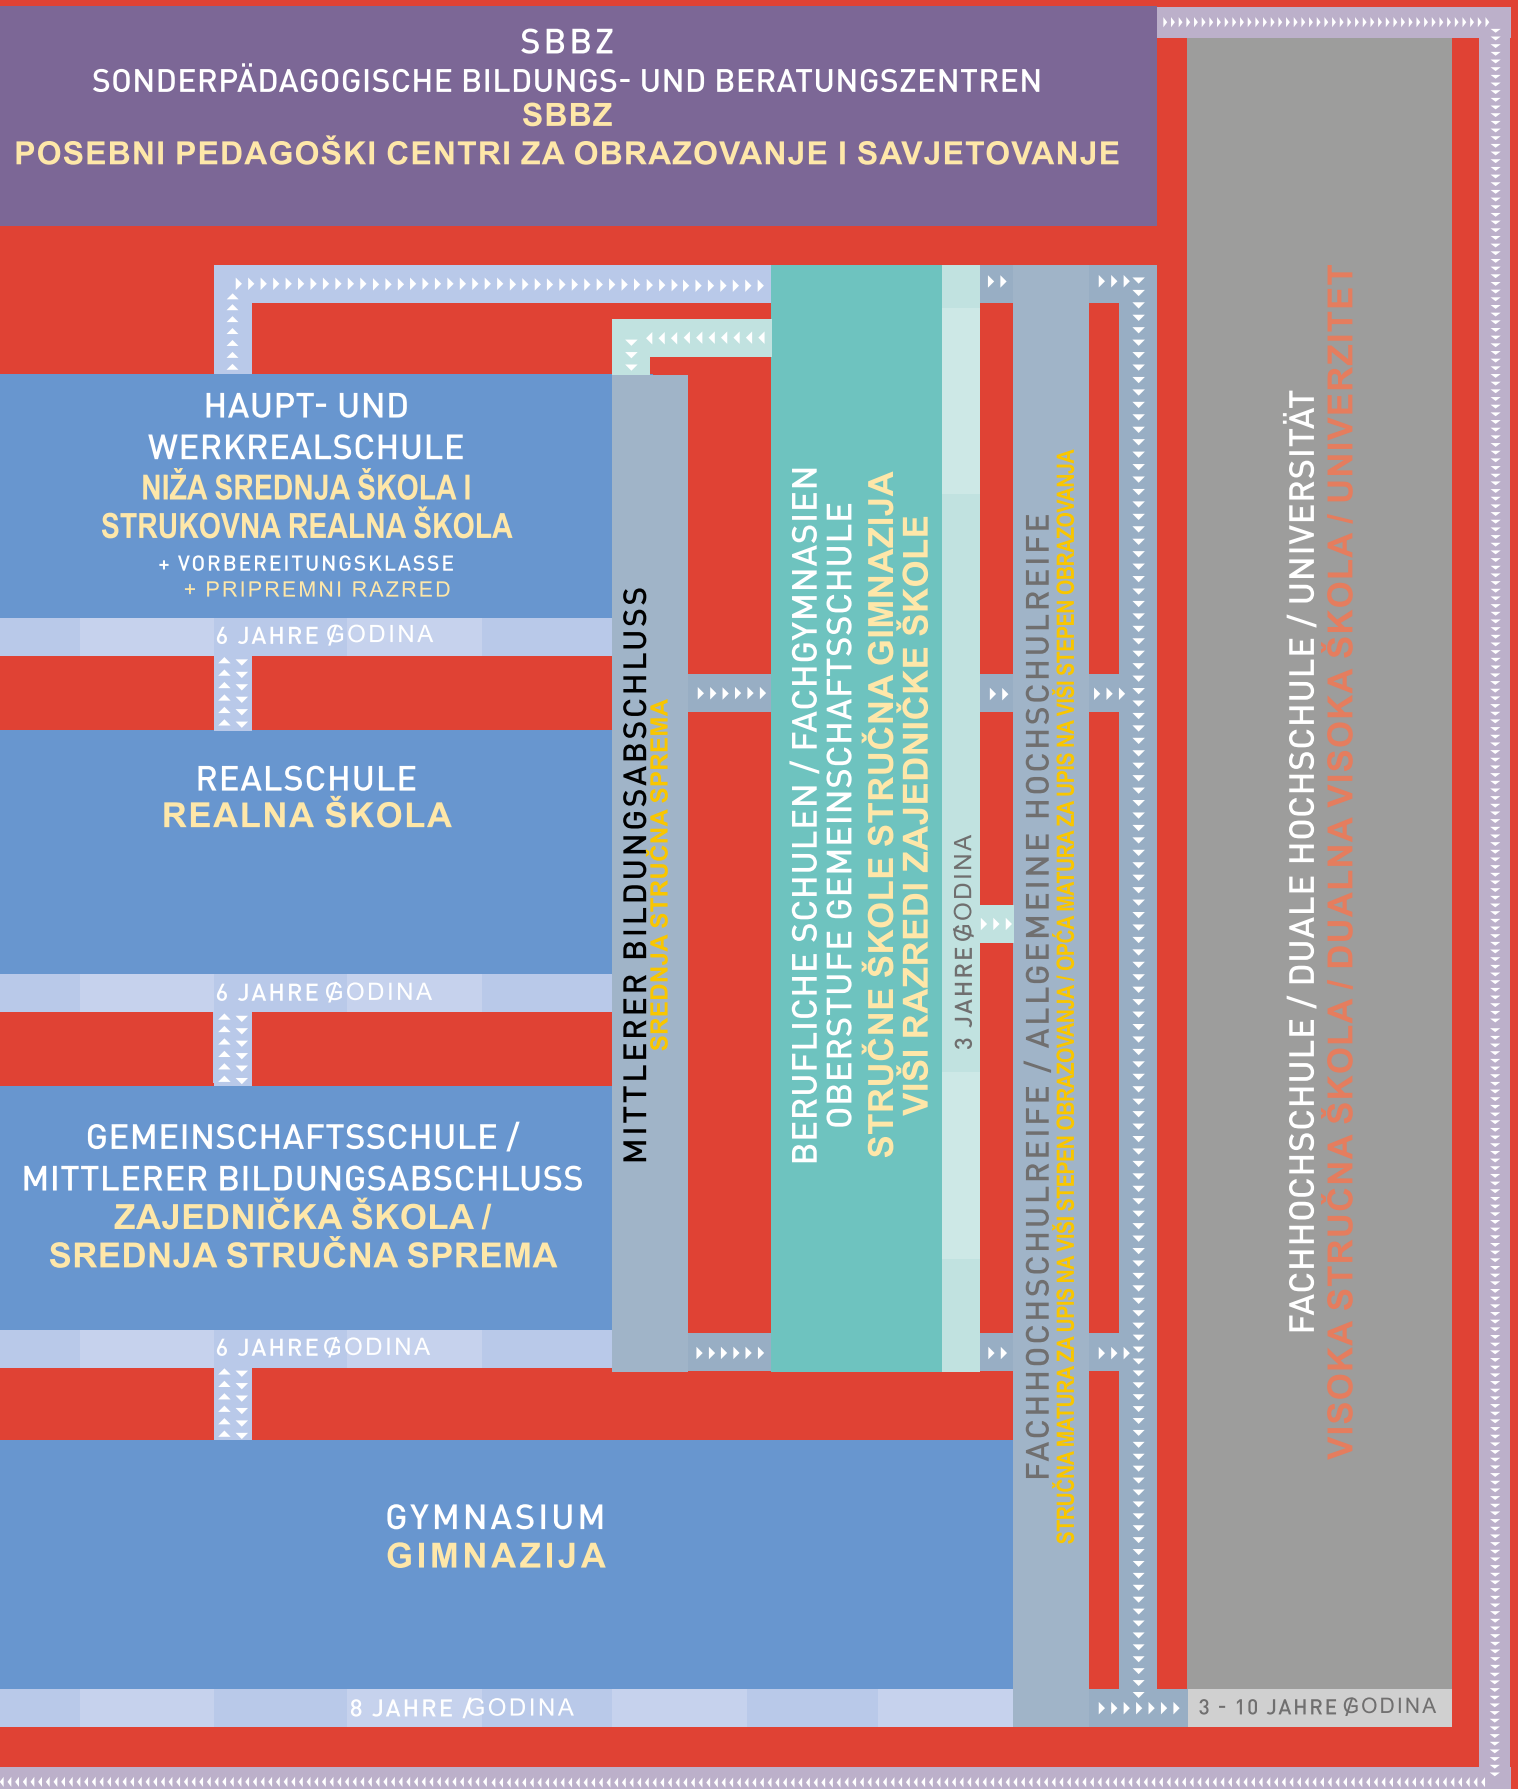 SBBZ
SONDERPÄDAGOGISCHE BILDUNGS- UND BERATUNGSZENTREN
SBBZ
POSEBNI PEDAGOŠKI CENTRI ZA OBRAZOVANJE I SAVJETOVANJE
HAUPT- UND
WERKREALSCHULE
NIŽA SREDNJA ŠKOLA I
STRUKOVNA REALNA ŠKOLA
+ VORBEREITUNGSKLASSE
+ PRIPREMNI RAZRED
6 JAHRE /GODINA
REALSCHULE
REALNA ŠKOLA
6 JAHRE /GODINA
GEMEINSCHAFTSSCHULE /
MITTLERER BILDUNGSABSCHLUSS
ZAJEDNIČKA ŠKOLA /
SREDNJA STRUČNA SPREMA
6 JAHRE /GODINA
GYMNASIUM
GIMNAZIJA
8 JAHRE /GODINA
MITTLERER BILDUNGSABSCHLUSS
SREDNJA STRUČNA SPREMA
BERUFLICHE SCHULEN / FACHGYMNASIEN
OBERSTUFE GEMEINSCHAFTSSCHULE
STRUČNE ŠKOLE STRUČNA GIMNAZIJA
VIŠI RAZREDI ZAJEDNIČKE ŠKOLE
3 JAHRE /GODINA
FACHHOCHSCHULREIFE / ALLGEMEINE HOCHSCHULREIFE
STRUČNA MATURA ZA UPIS NA VIŠI STEPEN OBRAZOVANJA / OPĆA MATURA ZA UPIS NA VIŠI STEPEN OBRAZOVANJA
FACHHOCHSCHULE / DUALE HOCHSCHULE / UNIVERSITÄT
VISOKA STRUČNA ŠKOLA / DUALNA VISOKA ŠKOLA / UNIVERZITET
3 - 10 JAHRE /GODINA